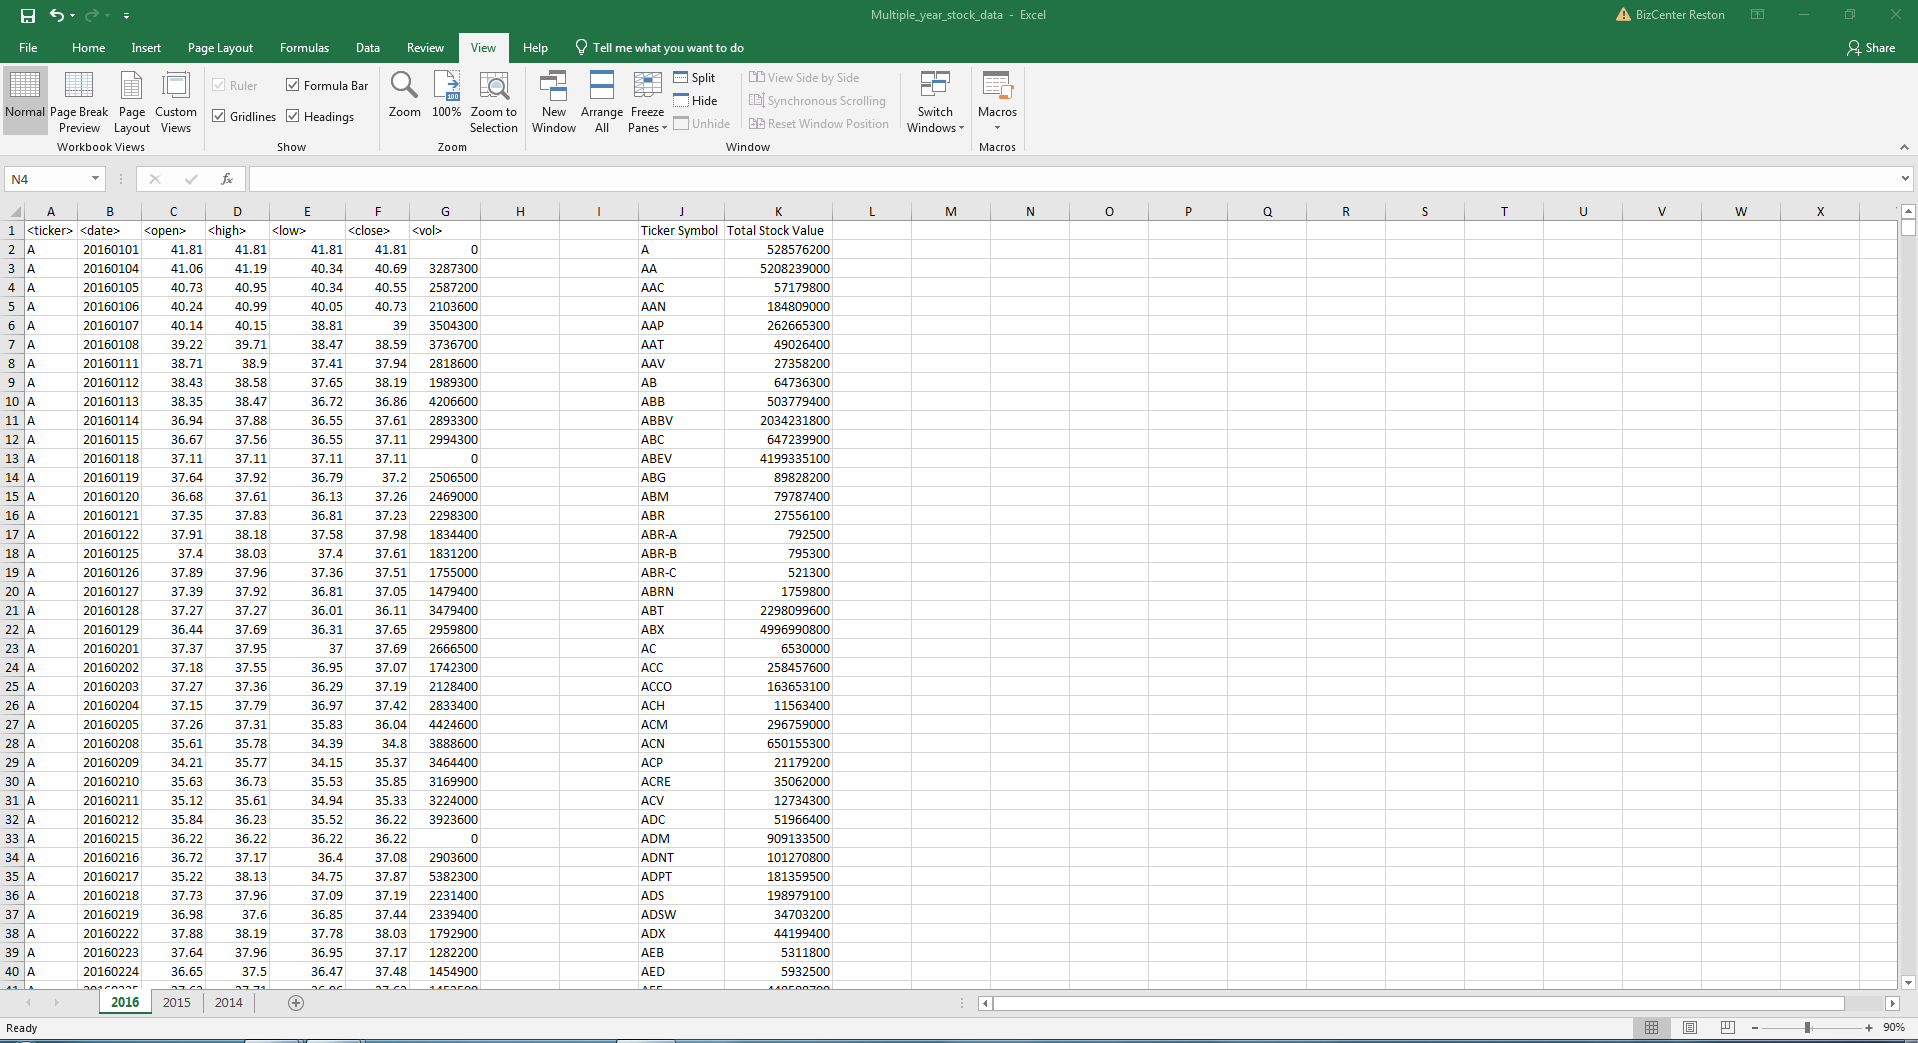 Multiple_year_stock_data - Excel
BizCenter Reston
File Home Insert Page Layout Formulas Data Review View Help Tell me what you want to do Share
Normal Page Break Preview Page Layout Custom Views
Workbook Views
Ruler Formula Bar
Gridlines Headings
Show
Zoom 100% Zoom to Selection
Zoom
New Window Arrange All Freeze Panes
Split
Hide
Unhide
View Side by Side
Synchronous Scrolling
Reset Window Position
Window
Switch Windows
Macros
Macros
N4 fx
A B C D E F G H I J K L M N O P Q R S T U V W X
1 <ticker> <date> <open> <high> <low> <close> <vol> Ticker Symbol Total Stock Value
2 A 20160101 41.81 41.81 41.81 41.81 0 A 528576200
3 A 20160104 41.06 41.19 40.34 40.69 3287300 AA 5208239000
4 A 20160105 40.73 40.95 40.34 40.55 2587200 AAC 57179800
5 A 20160106 40.24 40.99 40.05 40.73 2103600 AAN 184809000
6 A 20160107 40.14 40.15 38.81 39 3504300 AAP 262665300
7 A 20160108 39.22 39.71 38.47 38.59 3736700 AAT 49026400
8 A 20160111 38.71 38.9 37.41 37.94 2818600 AAV 27358200
9 A 20160112 38.43 38.58 37.65 38.19 1989300 AB 64736300
10 A 20160113 38.35 38.47 36.72 36.86 4206600 ABB 503779400
11 A 20160114 36.94 37.88 36.55 37.61 2893300 ABBV 2034231800
12 A 20160115 36.67 37.56 36.55 37.11 2994300 ABC 647239900
13 A 20160118 37.11 37.11 37.11 37.11 0 ABEV 4199335100
14 A 20160119 37.64 37.92 36.79 37.2 2506500 ABG 89828200
15 A 20160120 36.68 37.61 36.13 37.26 2469000 ABM 79787400
16 A 20160121 37.35 37.83 36.81 37.23 2298300 ABR 27556100
17 A 20160122 37.91 38.18 37.58 37.98 1834400 ABR-A 792500
18 A 20160125 37.4 38.03 37.4 37.61 1831200 ABR-B 795300
19 A 20160126 37.89 37.96 37.36 37.51 1755000 ABR-C 521300
20 A 20160127 37.39 37.92 36.81 37.05 1479400 ABRN 1759800
21 A 20160128 37.27 37.27 36.01 36.11 3479400 ABT 2298099600
22 A 20160129 36.44 37.69 36.31 37.65 2959800 ABX 4996990800
23 A 20160201 37.37 37.95 37 37.69 2666500 AC 6530000
24 A 20160202 37.18 37.55 36.95 37.07 1742300 ACC 258457600
25 A 20160203 37.27 37.36 36.29 37.19 2128400 ACCO 163653100
26 A 20160204 37.15 37.79 36.97 37.42 2833400 ACH 11563400
27 A 20160205 37.26 37.31 35.83 36.04 4424600 ACM 296759000
28 A 20160208 35.61 35.78 34.39 34.8 3888600 ACN 650155300
29 A 20160209 34.21 35.77 34.15 35.37 3464400 ACP 21179200
30 A 20160210 35.63 36.73 35.53 35.85 3169900 ACRE 35062000
31 A 20160211 35.12 35.61 34.94 35.33 3224000 ACV 12734300
32 A 20160212 35.84 36.23 35.52 36.22 3923600 ADC 51966400
33 A 20160215 36.22 36.22 36.22 36.22 0 ADM 909133500
34 A 20160216 36.72 37.17 36.4 37.08 2903600 ADNT 101270800
35 A 20160217 35.22 38.13 34.75 37.87 5382300 ADPT 181359500
36 A 20160218 37.73 37.96 37.09 37.19 2231400 ADS 198979100
37 A 20160219 36.98 37.6 36.85 37.44 2339400 ADSW 34703200
38 A 20160222 37.88 38.19 37.78 38.03 1792900 ADX 44199400
39 A 20160223 37.64 37.96 36.95 37.17 1282200 AEB 5311800
40 A 20160224 36.65 37.5 36.47 37.48 1454900 AED 5932500
2016 2015 2014
Ready 90%